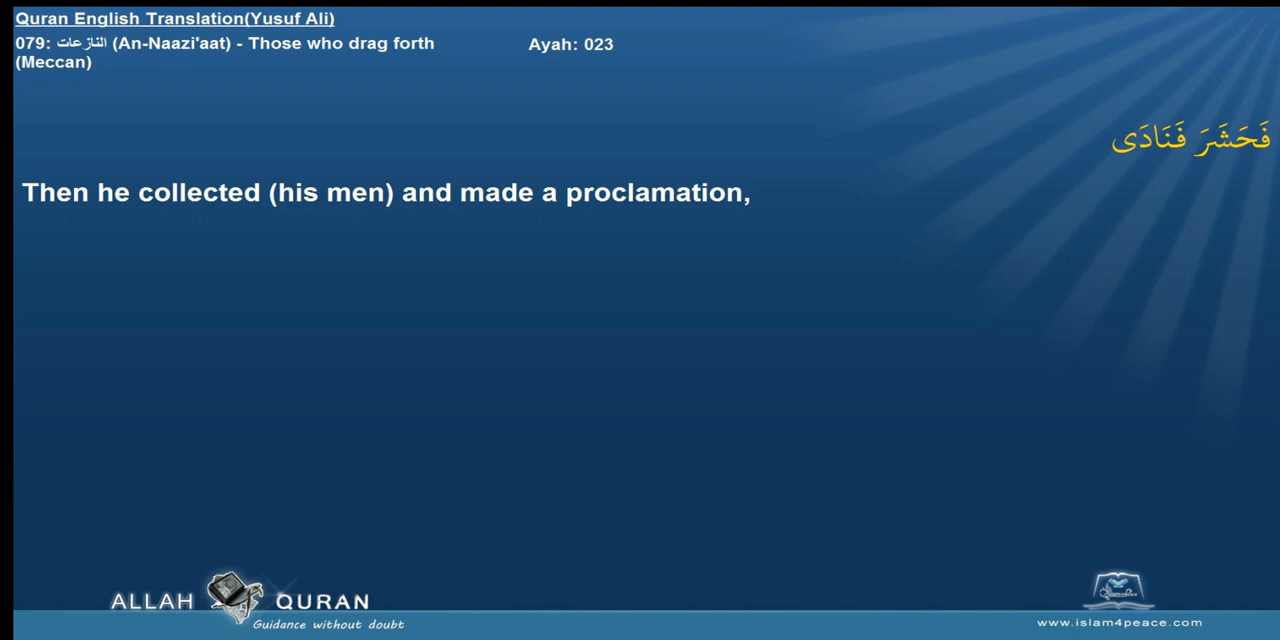 Quran English Translation(Yusuf Ali)
079: النازعات (An-Naazi'aat) - Those who drag forth
(Meccan)
Ayah: 023
فَحَشَرَ فَنَادَى
Then he collected (his men) and made a proclamation,
ALLAH QURAN
Guidance without doubt
www.islam4peace.com